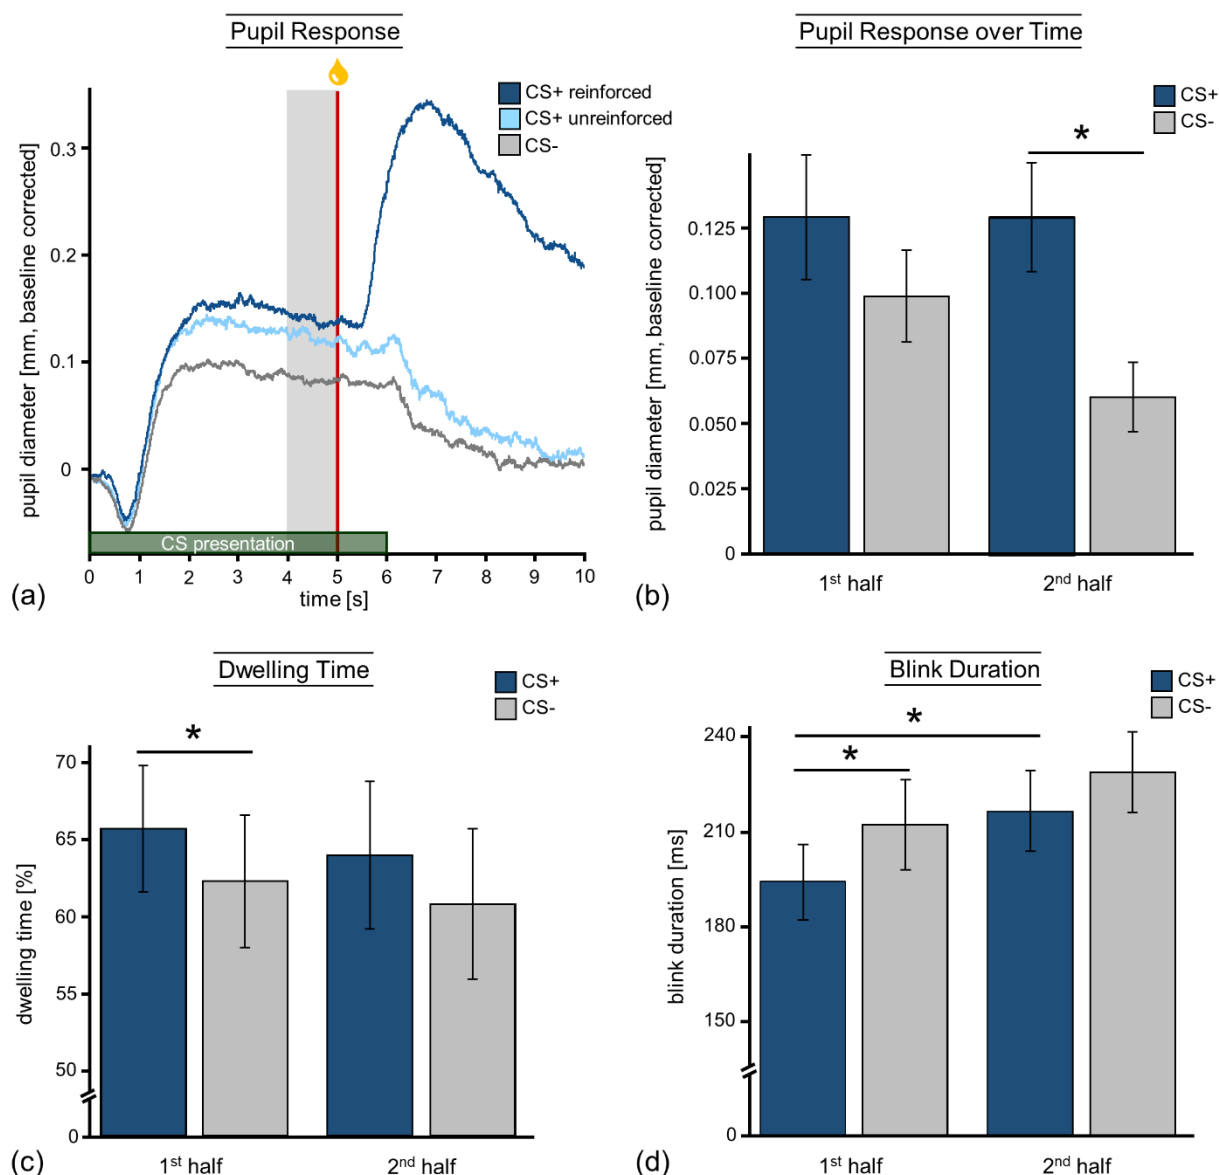 Pupil Response
CS+ reinforced
CS+ unreinforced
CS-
pupil diameter [mm, baseline corrected]
0.3
0.2
0.1
0
CS presentation
0 1 2 3 4 5 6 7 8 9 10
time [s]
(a)
Pupil Response over Time
CS+
CS-
*
pupil diameter [mm, baseline corrected]
0.125
0.100
0.075
0.050
0.025
0
1st half 2nd half
(b)
Dwelling Time
CS+
CS-
*
dwelling time [%]
70
65
60
55
50
0
1st half 2nd half
(c)
Blink Duration
CS+
CS-
*
*
blink duration [ms]
240
210
180
150
0
1st half 2nd half
(d)